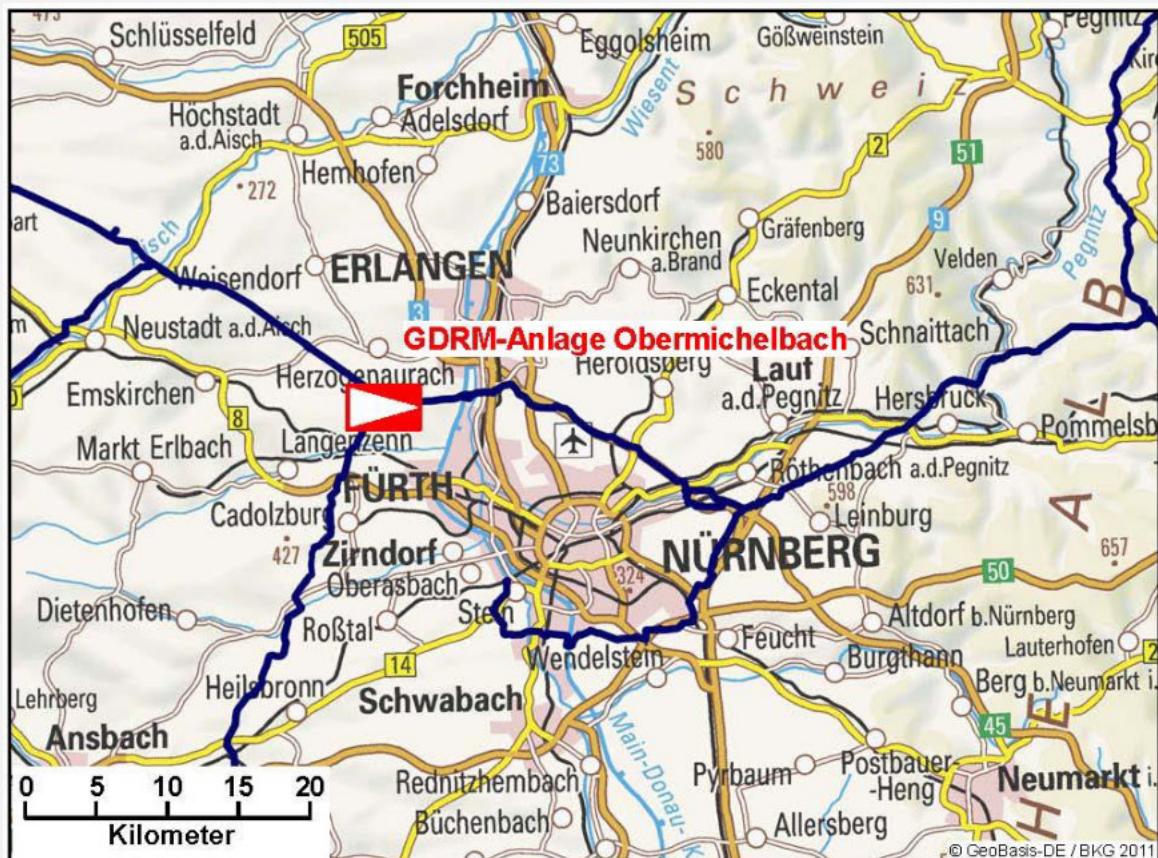 473
Schlüsselfeld
505
Eggolsheim
Gößweinstein
Pegnitz
Forchheim
Wiesent
Schweiz
Höchstadt
a.d.Aisch
Adelsdorf
73
580
2
51
Hemhofen
272
Baiersdorf
9
Gräfenberg
Neunkirchen
a.Brand
Aisch
Weisendorf
ERLANGEN
Velden
Pegnitz
631
Eckental
3
Neustadt a.d.Aisch
GDRM-Anlage Obermichelbach
Schnaittach
Herzogenaurach
Heroldsberg
Lauf
a.d.Pegnitz
Emskirchen
8
Hersbruck
Pommelsb
Markt Erlbach
Langenzenn
Röthenbach a.d.Pegnitz
FÜRTH
598
Leinburg
Cadolzburg
427
Zirndorf
NÜRNBERG
657
Oberasbach
324
50
ALB
Dietenhofen
Stein
Roßtal
Altdorf b.Nürnberg
Feucht
Lauterhofen
14
Wendelstein
Burgthann
2
Lehrberg
Heilsbronn
Schwabach
Berg b.Neumarkt i.
Ansbach
45
Main-Donau-K
Postbauer-
-Heng
Rednitzhembach
Pyrbaum
Neumarkt i.
HE
Büchenbach
Allersberg
0 5 10 15 20
Kilometer
© GeoBasis-DE / BKG 2011